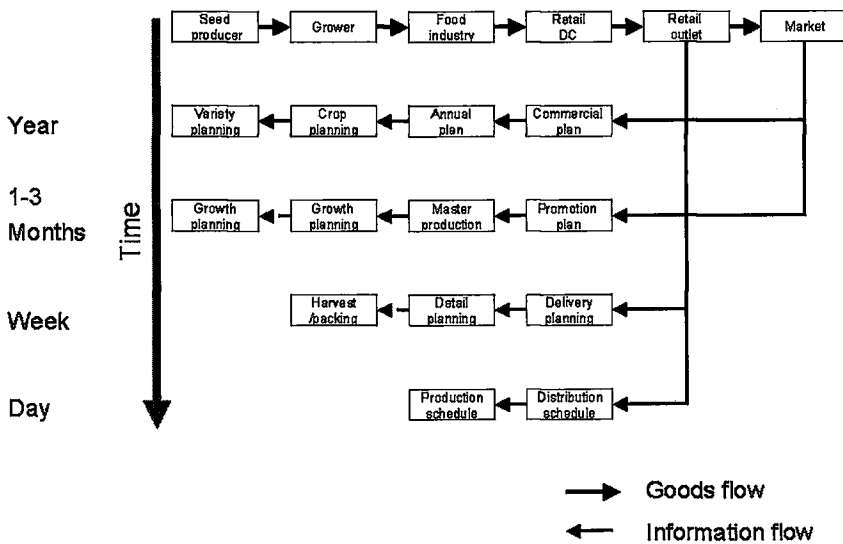 Seed
producer
Grower
Food
industry
Retail
DC
Retail
outlet
Market
Year
Variety
planning
Crop
planning
Annual
plan
Commercial
plan
1-3
Months
Time
Growth planning
Growth planning
Master
production
Promotion
plan
Week
Harvest
/packing
Detail
planning
Delivery
planning
Day
Production
schedule
Distribution
schedule
Goods flow
Information flow